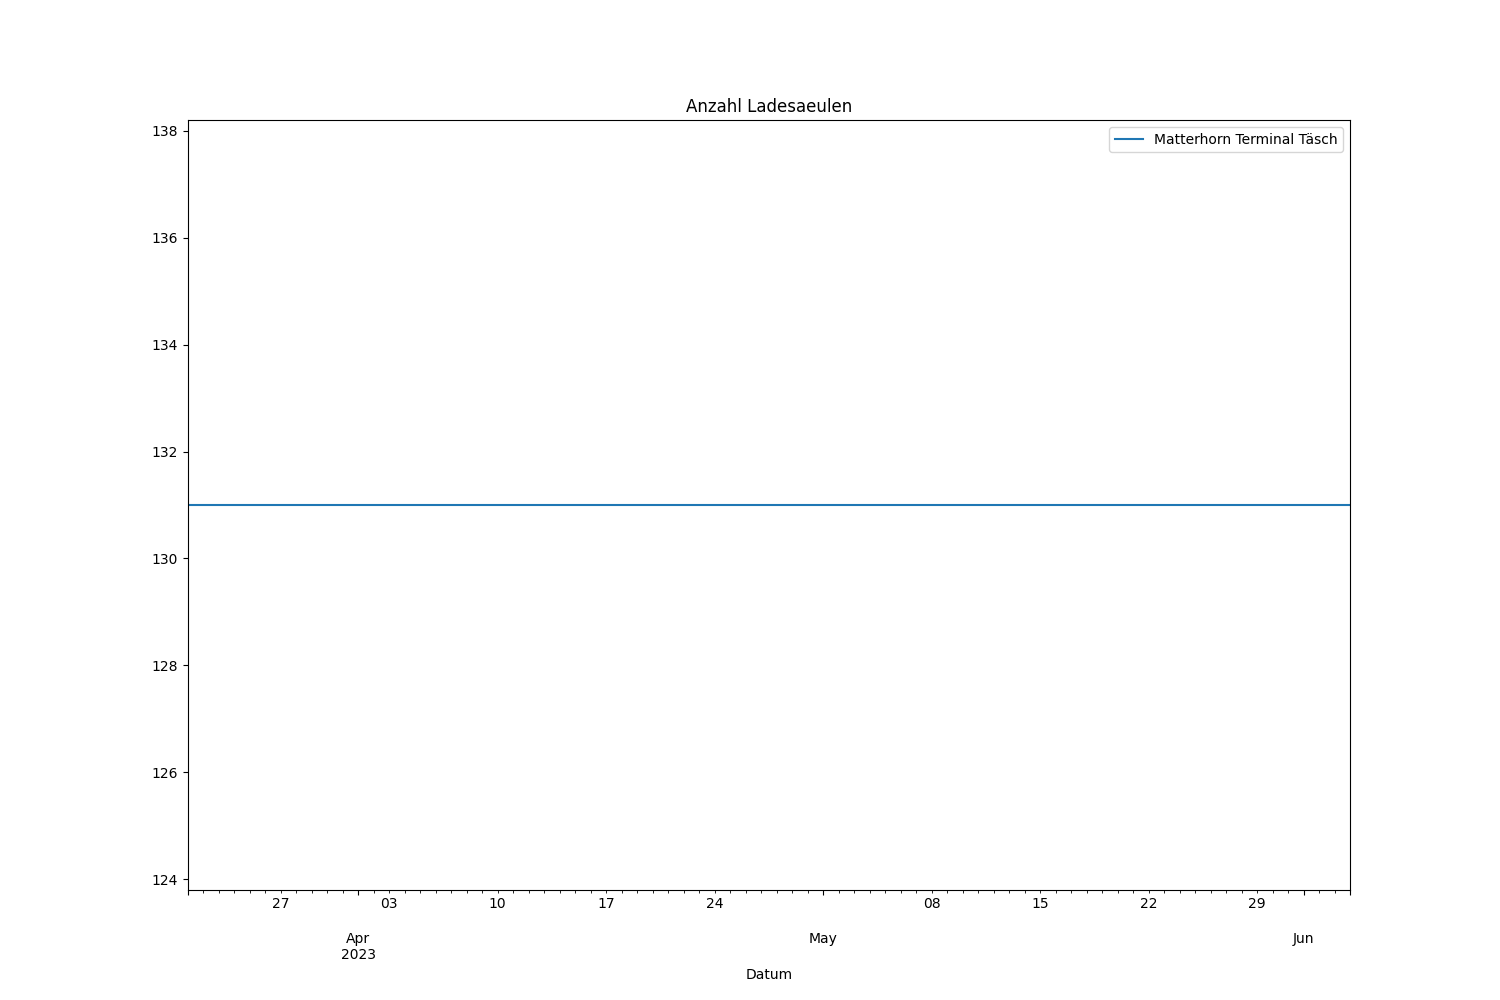 Anzahl Ladesaeulen
Matterhorn Terminal Täsch
138
136
134
132
130
128
126
124
27 03 10 17 24 08 15 22 29
Apr May Jun
2023
Datum